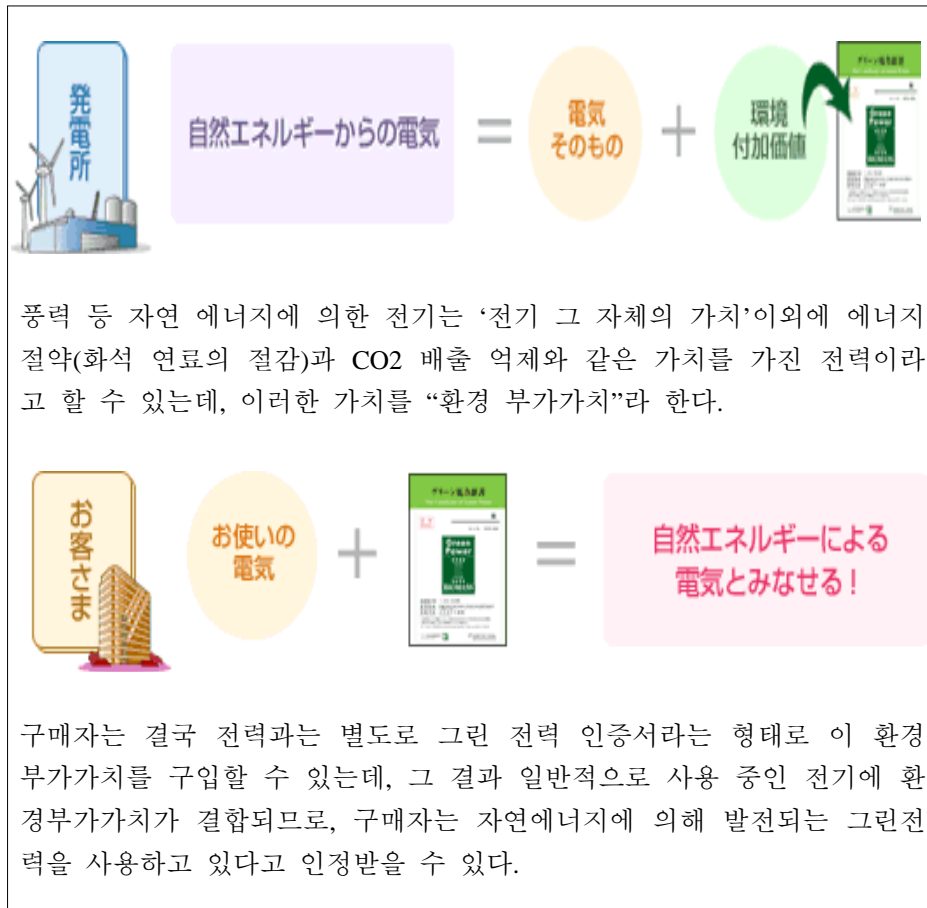 発電所
自然エネルギーからの電気
=
電気
そのもの
+
環境
付加価値
풍력 등 자연 에너지에 의한 전기는 ‘전기 그 자체의 가치’이외에 에너지
절약(화석 연료의 절감)과 CO2 배출 억제와 같은 가치를 가진 전력이라
고 할 수 있는데, 이러한 가치를 “환경 부가가치”라 한다.
お客さま
お使いの
電気
+
Green
Power
=
自然エネルギーによる
電気とみなせる!
구매자는 결국 전력과는 별도로 그린 전력 인증서라는 형태로 이 환경
부가가치를 구입할 수 있는데, 그 결과 일반적으로 사용 중인 전기에 환
경부가가치가 결합되므로, 구매자는 자연에너지에 의해 발전되는 그린전
력을 사용하고 있다고 인정받을 수 있다.